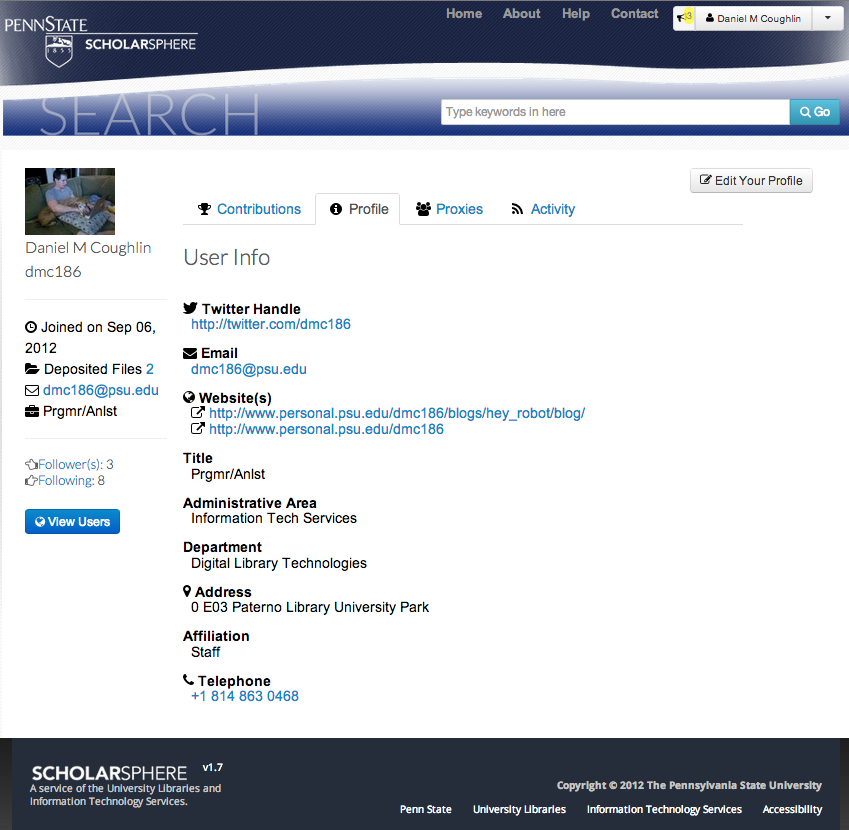 PENNSTATE
1855
SCHOLARSPHERE
Home About Help Contact
3 Daniel M Coughlin
SEARCH
Type keywords in here
Go
Edit Your Profile
Contributions Profile Proxies Activity
Daniel M Coughlin
dmc186
Joined on Sep 06,
2012
Deposited Files 2
dmc186@psu.edu
Prgmr/Anlst
Follower(s): 3
Following: 8
View Users
User Info
Twitter Handle
http://twitter.com/dmc186
Email
dmc186@psu.edu
Website(s)
http://www.personal.psu.edu/dmc186/blogs/hey_robot/blog/
http://www.personal.psu.edu/dmc186
Title
Prgmr/Anlst
Administrative Area
Information Tech Services
Department
Digital Library Technologies
Address
0 E03 Paterno Library University Park
Affiliation
Staff
Telephone
+1 814 863 0468
SCHOLARSPHERE v1.7
A service of the University Libraries and
Information Technology Services.
Copyright © 2012 The Pennsylvania State University
Penn State University Libraries Information Technology Services Accessibility